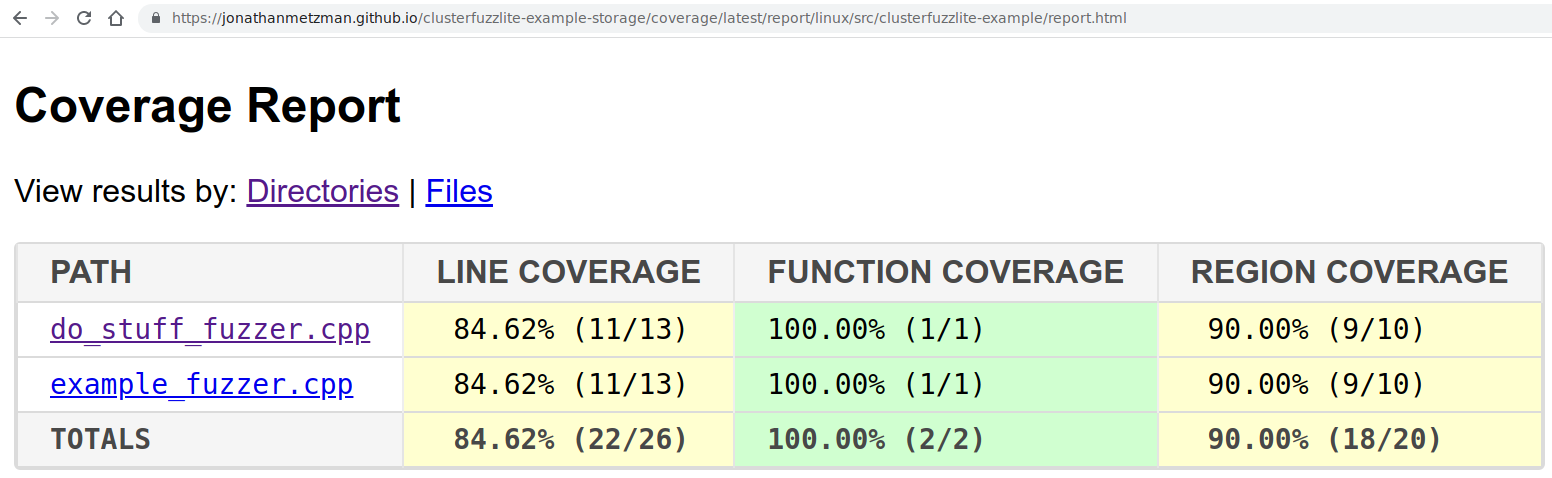 https://jonathanmetzman.github.io/clusterfuzzlite-example-storage/coverage/latest/report/linux/src/clusterfuzzlite-example/report.html
Coverage Report
View results by: Directories | Files
PATH LINE COVERAGE FUNCTION COVERAGE REGION COVERAGE
do_stuff_fuzzer.cpp 84.62% (11/13) 100.00% (1/1) 90.00% (9/10)
example_fuzzer.cpp 84.62% (11/13) 100.00% (1/1) 90.00% (9/10)
TOTALS 84.62% (22/26) 100.00% (2/2) 90.00% (18/20)